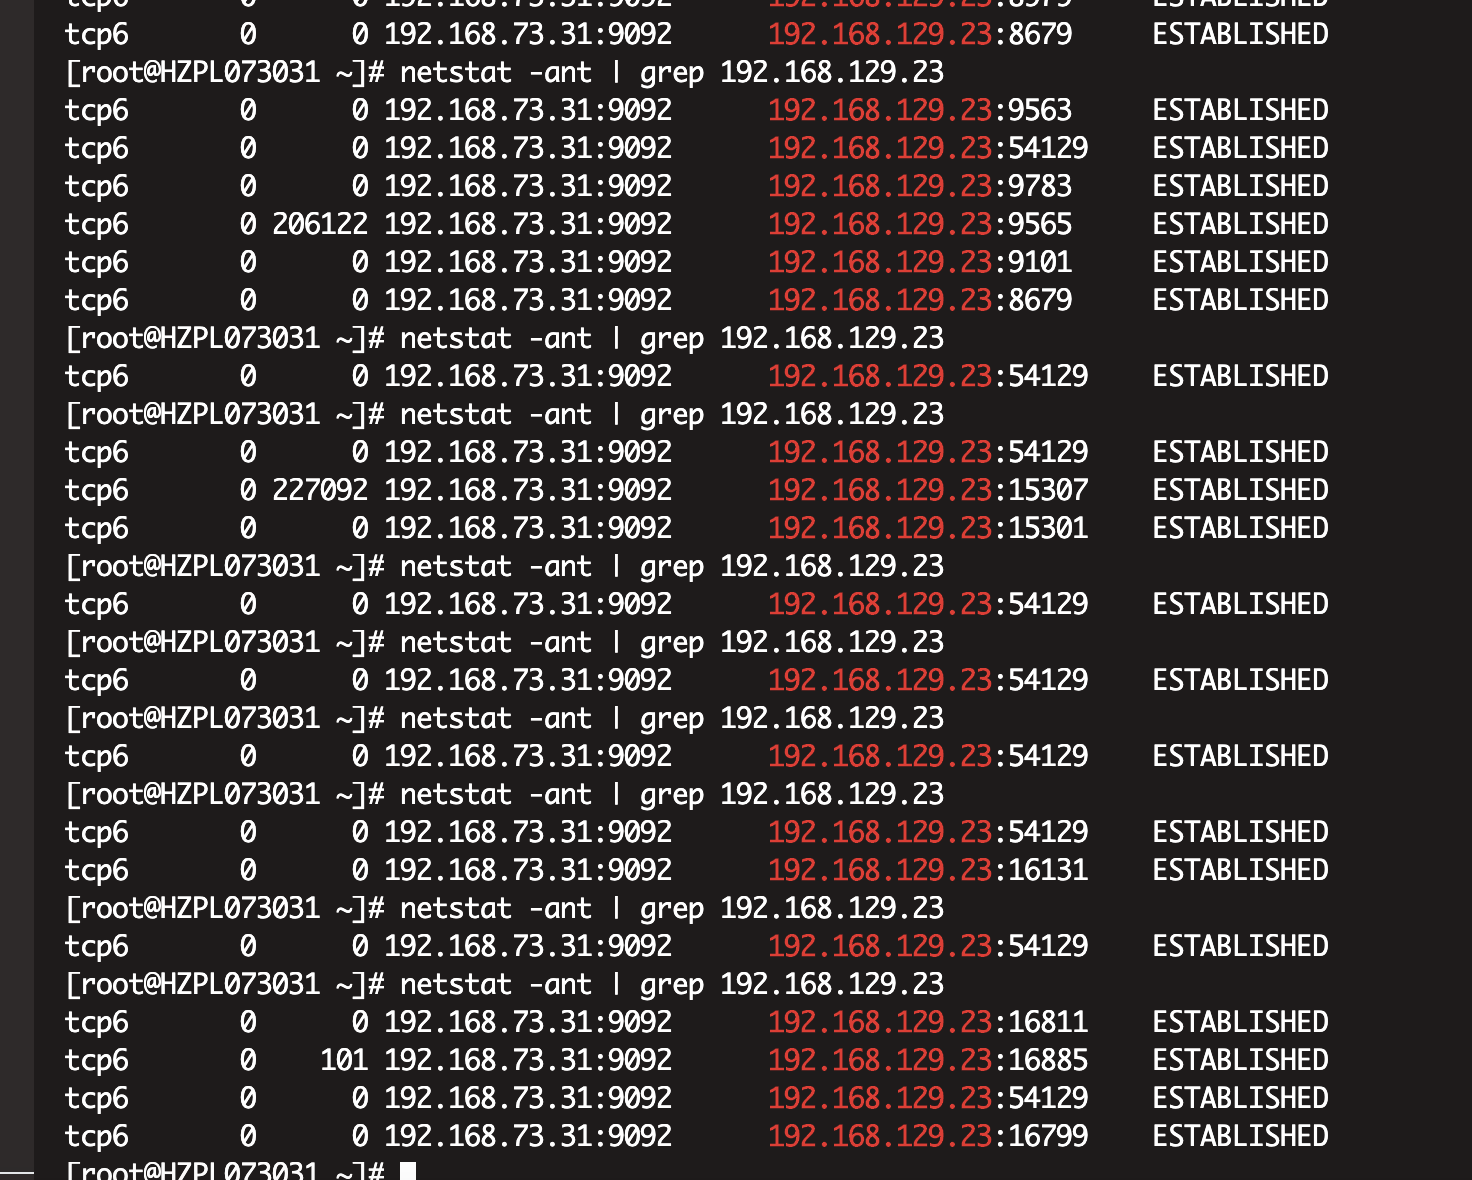 tcp6       0      0 192.168.73.31:9092      192.168.129.23:8979     ESTABLISHED
tcp6       0      0 192.168.73.31:9092      192.168.129.23:8679     ESTABLISHED
[root@HZPL073031 ~]# netstat -ant | grep 192.168.129.23
tcp6       0      0 192.168.73.31:9092      192.168.129.23:9563     ESTABLISHED
tcp6       0      0 192.168.73.31:9092      192.168.129.23:54129    ESTABLISHED
tcp6       0      0 192.168.73.31:9092      192.168.129.23:9783     ESTABLISHED
tcp6       0 206122 192.168.73.31:9092      192.168.129.23:9565     ESTABLISHED
tcp6       0      0 192.168.73.31:9092      192.168.129.23:9101     ESTABLISHED
tcp6       0      0 192.168.73.31:9092      192.168.129.23:8679     ESTABLISHED
[root@HZPL073031 ~]# netstat -ant | grep 192.168.129.23
tcp6       0      0 192.168.73.31:9092      192.168.129.23:54129    ESTABLISHED
[root@HZPL073031 ~]# netstat -ant | grep 192.168.129.23
tcp6       0      0 192.168.73.31:9092      192.168.129.23:54129    ESTABLISHED
tcp6       0 227092 192.168.73.31:9092      192.168.129.23:15307    ESTABLISHED
tcp6       0      0 192.168.73.31:9092      192.168.129.23:15301    ESTABLISHED
[root@HZPL073031 ~]# netstat -ant | grep 192.168.129.23
tcp6       0      0 192.168.73.31:9092      192.168.129.23:54129    ESTABLISHED
[root@HZPL073031 ~]# netstat -ant | grep 192.168.129.23
tcp6       0      0 192.168.73.31:9092      192.168.129.23:54129    ESTABLISHED
[root@HZPL073031 ~]# netstat -ant | grep 192.168.129.23
tcp6       0      0 192.168.73.31:9092      192.168.129.23:54129    ESTABLISHED
[root@HZPL073031 ~]# netstat -ant | grep 192.168.129.23
tcp6       0      0 192.168.73.31:9092      192.168.129.23:54129    ESTABLISHED
tcp6       0      0 192.168.73.31:9092      192.168.129.23:16131    ESTABLISHED
[root@HZPL073031 ~]# netstat -ant | grep 192.168.129.23
tcp6       0      0 192.168.73.31:9092      192.168.129.23:54129    ESTABLISHED
[root@HZPL073031 ~]# netstat -ant | grep 192.168.129.23
tcp6       0      0 192.168.73.31:9092      192.168.129.23:16811    ESTABLISHED
tcp6       0    101 192.168.73.31:9092      192.168.129.23:16885    ESTABLISHED
tcp6       0      0 192.168.73.31:9092      192.168.129.23:54129    ESTABLISHED
tcp6       0      0 192.168.73.31:9092      192.168.129.23:16799    ESTABLISHED
[root@HZPL073031 ~]#